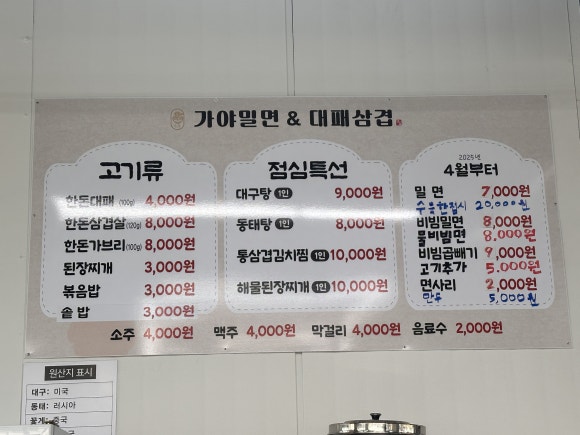 가야밀면 & 대패삼겹
고기류
한돈대패 (100g) 4,000원
한돈삼겹살 (120g) 8,000원
한돈가브리 (100g) 8,000원
된장찌개 3,000원
볶음밥 3,000원
솥 밥 3,000원
점심특선
대구탕 1인 9,000원
동태탕 1인 8,000원
통삼겹김치찜 1인 10,000원
해물된장찌개 1인 10,000원
2025년
4월부터
밀 면 7,000원
수육한접시 20,000원
비빔밀면 8,000원
물비빔면 8,000원
비빔곱빼기 9,000원
고기추가 5,000원
면사리 2,000원
만두 5,000원
소주 4,000원 맥주 4,000원 막걸리 4,000원 음료수 2,000원
원산지 표시
대구: 미국
동태: 러시아
꽃게: 중국